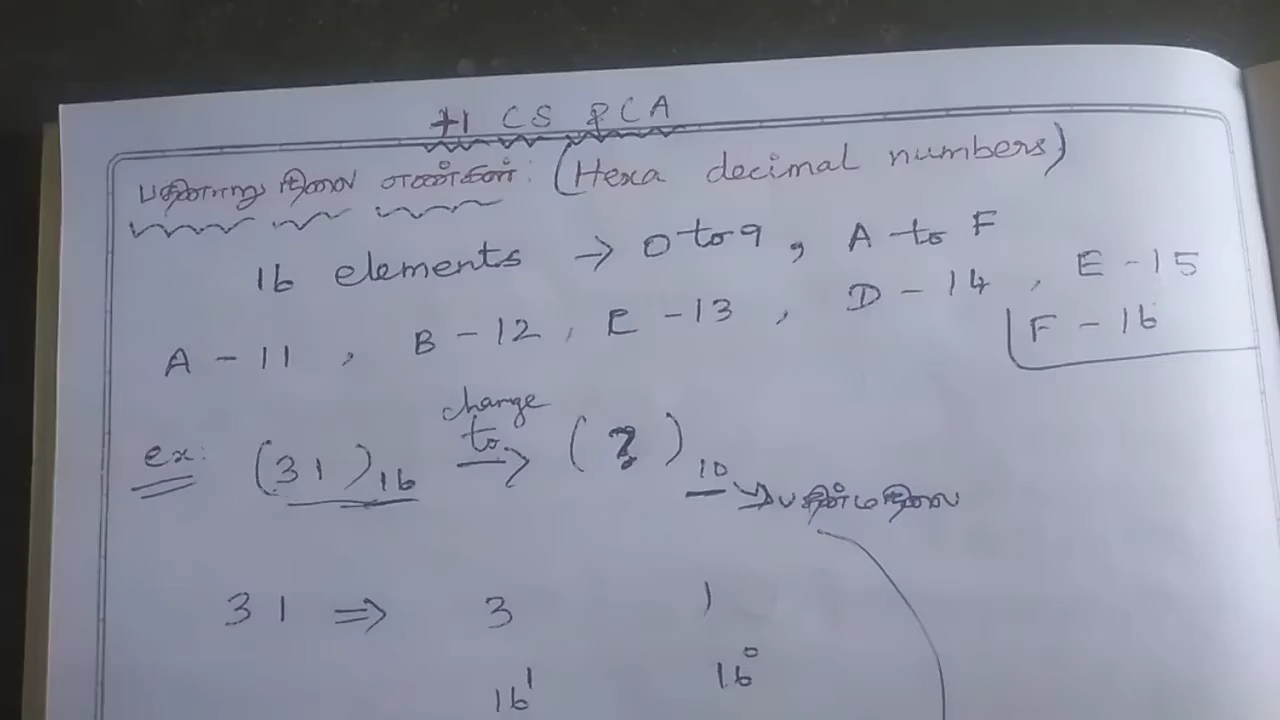 +1 CS & CA
பதினாறு நிலை எண்கள்: (Hexa decimal numbers)
16 elements → 0 to 9, A to F
A - 11, B - 12, C - 13, D - 14, E - 15
F - 16
ex: (31)16 change to → (?)10 → பதின்மநிலை
31 ⇒ 3 1
16¹ 16⁰